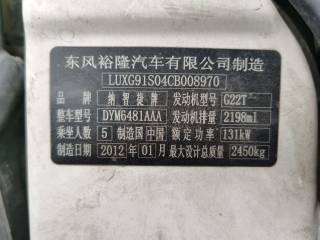 东风裕隆汽车有限公司制造
LUXG91S04CB008970
品牌 纳智捷牌 发动机型号 G22T
整车型号 DYM6481AAA 发动机排量 2198ml
乘坐人数 5 制造国 中国 额定功率 131kW
制造日期 2012年01月 最大设计总质量 2450kg